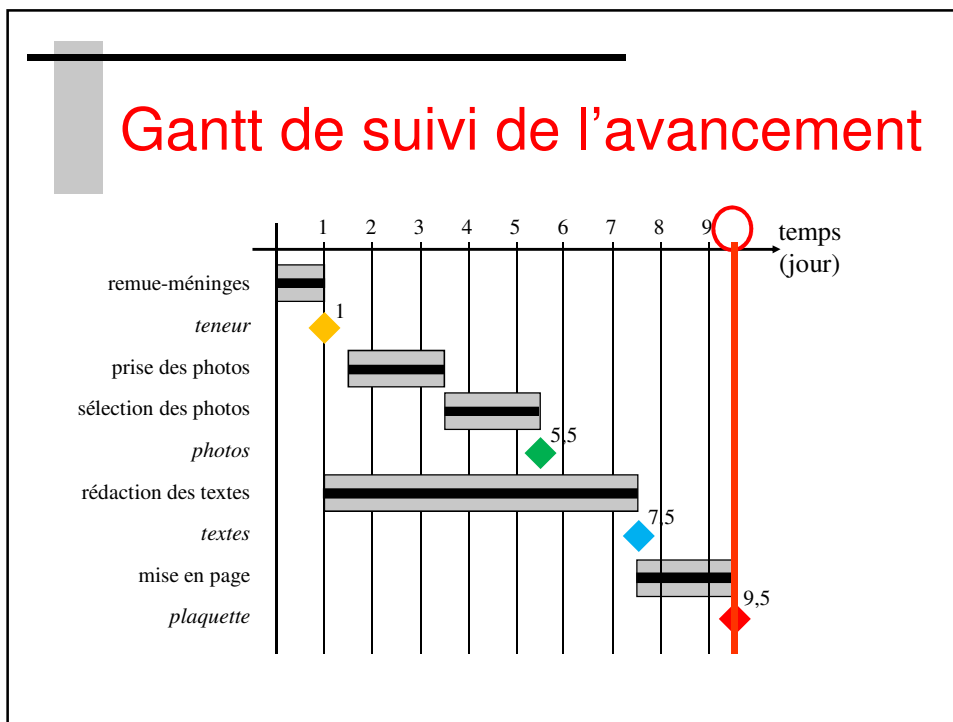 Gantt de suivi de l’avancement
1 2 3 4 5 6 7 8 9 temps
(jour)
remue-méninges
1
teneur
prise des photos
sélection des photos
5,5
photos
rédaction des textes
7,5
textes
mise en page
9,5
plaquette